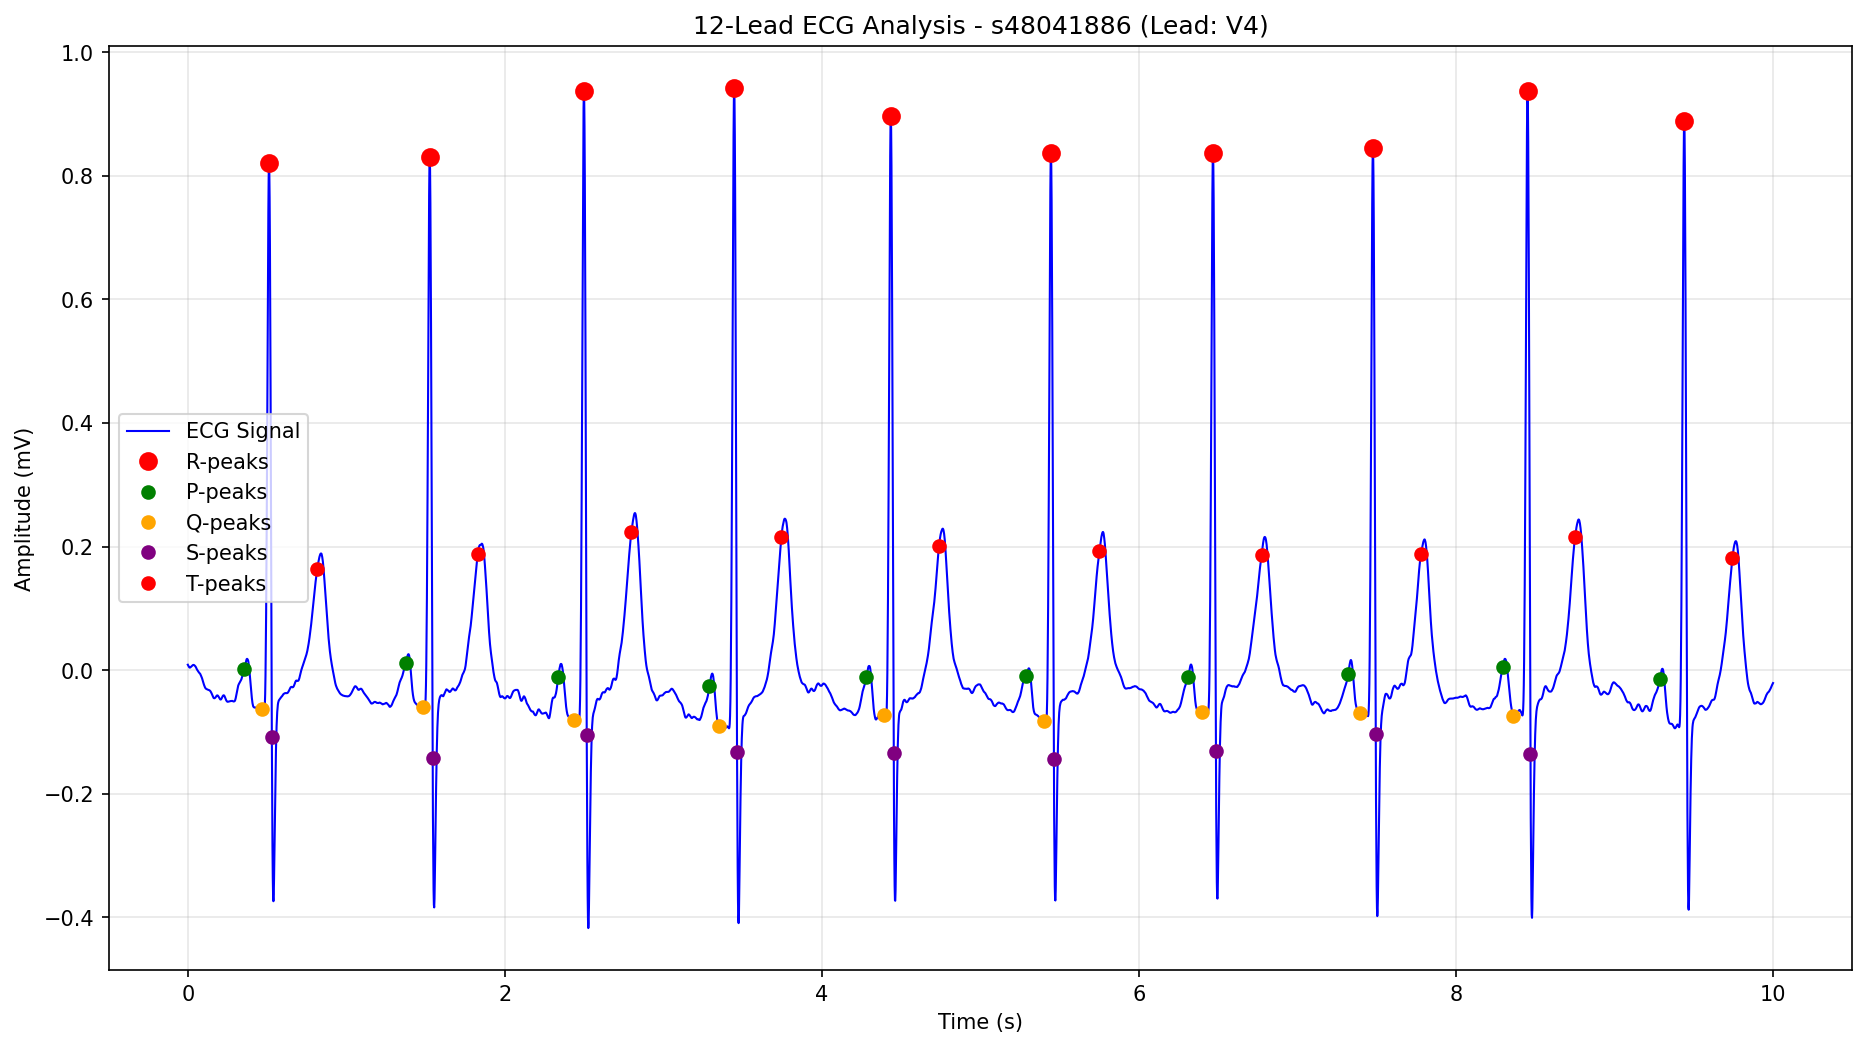 12-Lead ECG Analysis - s48041886 (Lead: V4)
1.0
0.8
0.6
0.4
0.2
0.0
−0.2
−0.4
Amplitude (mV)
ECG Signal
R-peaks
P-peaks
Q-peaks
S-peaks
T-peaks
0 2 4 6 8 10
Time (s)